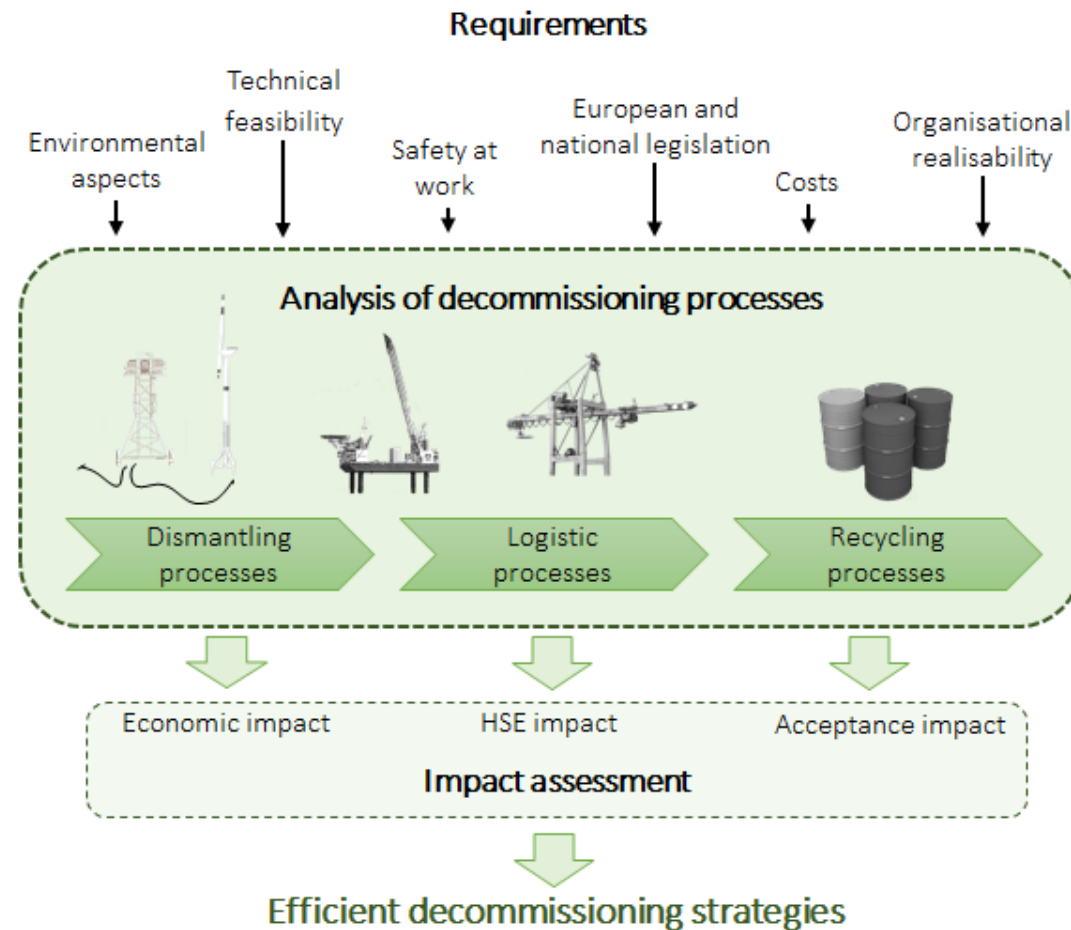 Requirements
Environmental
aspects
Technical
feasibility
Safety at
work
European and
national legislation
Costs
Organisational
realisability
Analysis of decommissioning processes
Dismantling
processes
Logistic
processes
Recycling
processes
Economic impact
HSE impact
Acceptance impact
Impact assessment
Efficient decommissioning strategies